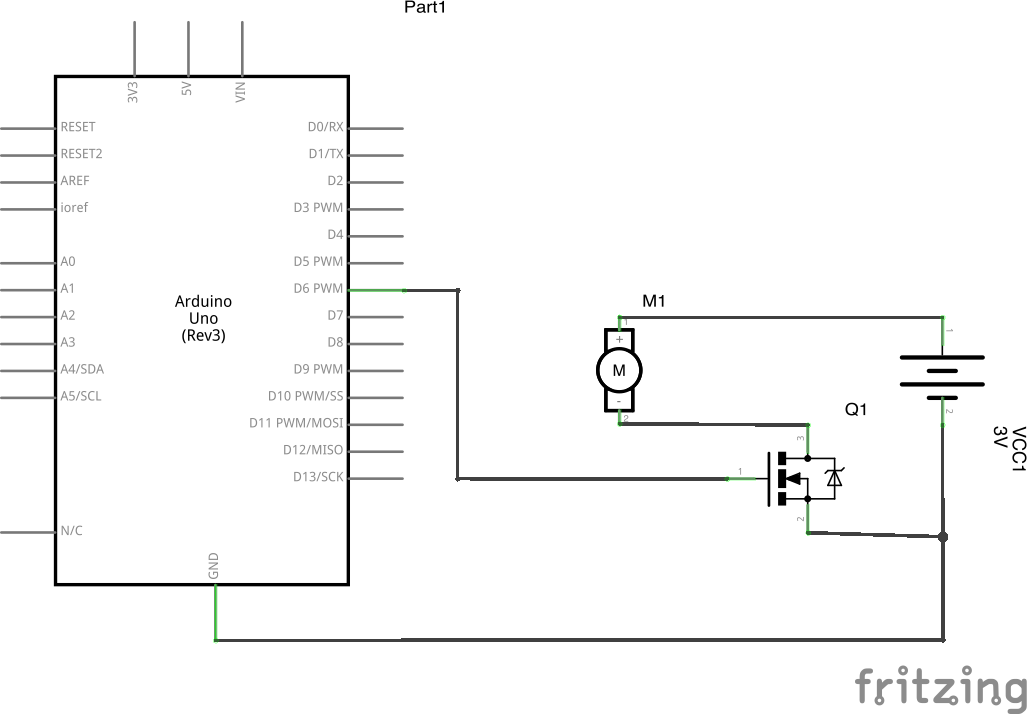 Part1
3V3
5V
VIN
RESET
D0/RX
RESET2
D1/TX
AREF
D2
ioref
D3 PWM
D4
A0
D5 PWM
A1
D6 PWM
A2
D7
A3
D8
A4/SDA
D9 PWM
A5/SCL
D10 PWM/SS
D11 PWM/MOSI
D12/MISO
D13/SCK
N/C
GND
Arduino
Uno
(Rev3)
M1
1
+
M
-
2
Q1
3
1
2
1
2
VCC1
3V
fritzing